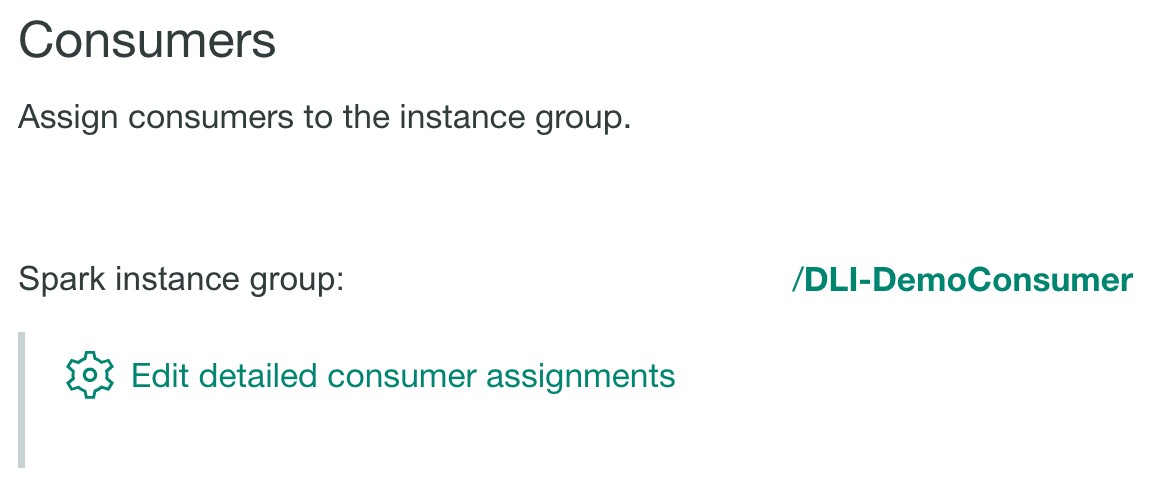 Consumers
Assign consumers to the instance group.
Spark instance group: /DLI-DemoConsumer
Edit detailed consumer assignments